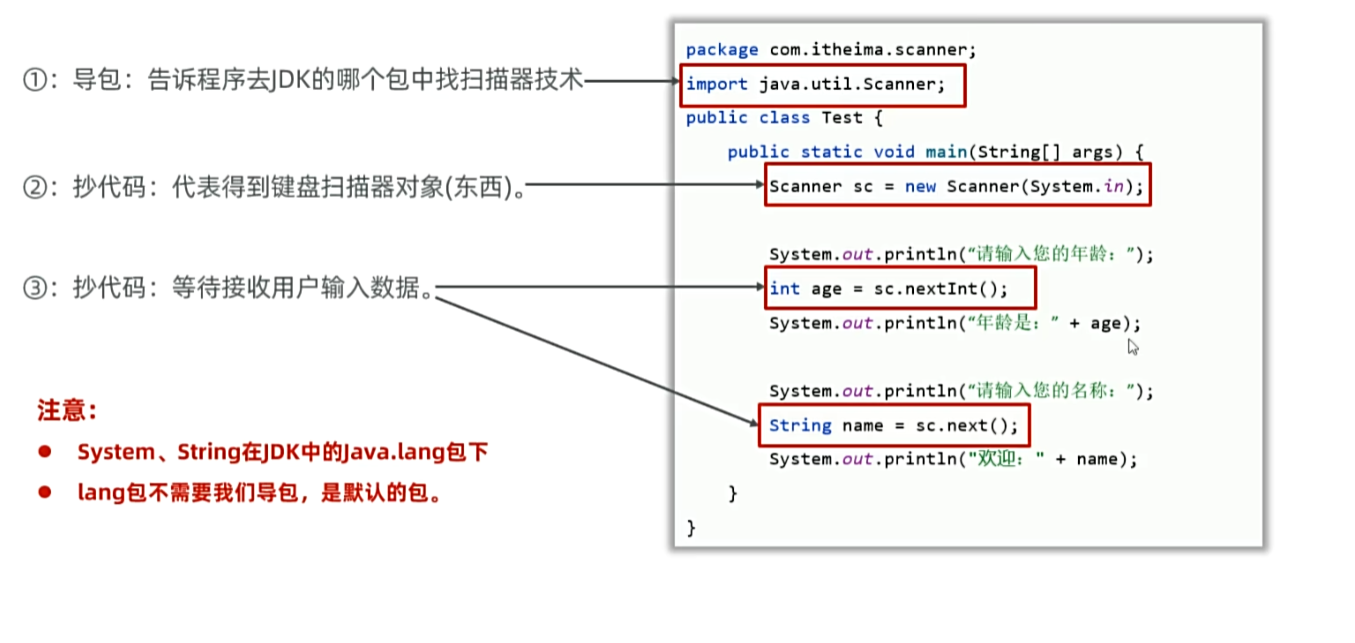 ①：导包：告诉程序去JDK的哪个包中找扫描器技术
②：抄代码：代表得到键盘扫描器对象(东西)。
③：抄代码：等待接收用户输入数据。
注意：
● System、String在JDK中的Java.lang包下
● lang包不需要我们导包，是默认的包。
package com.itheima.scanner;
import java.util.Scanner;
public class Test {
public static void main(String[] args) {
Scanner sc = new Scanner(System.in);
System.out.println(“请输入您的年龄：”);
int age = sc.nextInt();
System.out.println(“年龄是：” + age);
System.out.println(“请输入您的名称：”);
String name = sc.next();
System.out.println("欢迎：" + name);
}
}